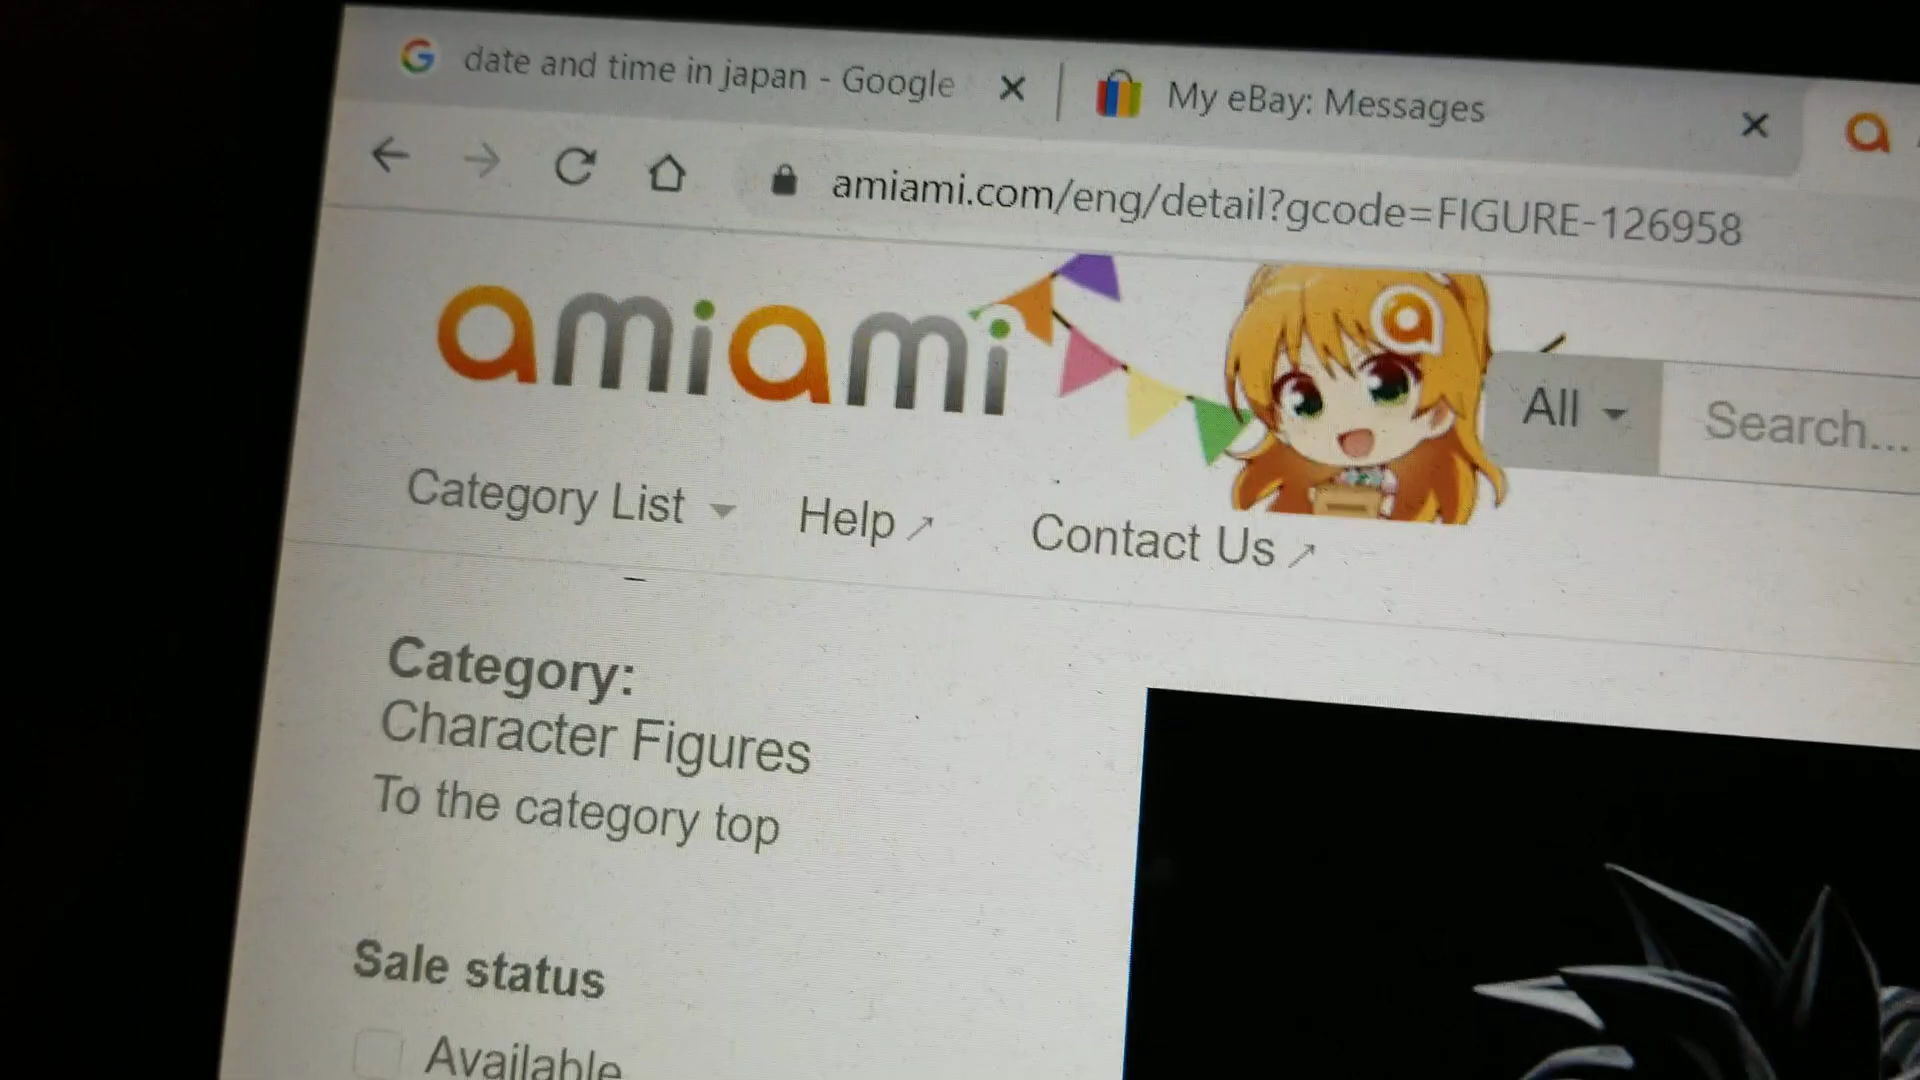 date and time in japan - Google
My eBay: Messages
amiami.com/eng/detail?gcode=FIGURE-126958
amiami
All
Search...
Category List
Help
Contact Us
Category:
Character Figures
To the category top
Sale status
Available